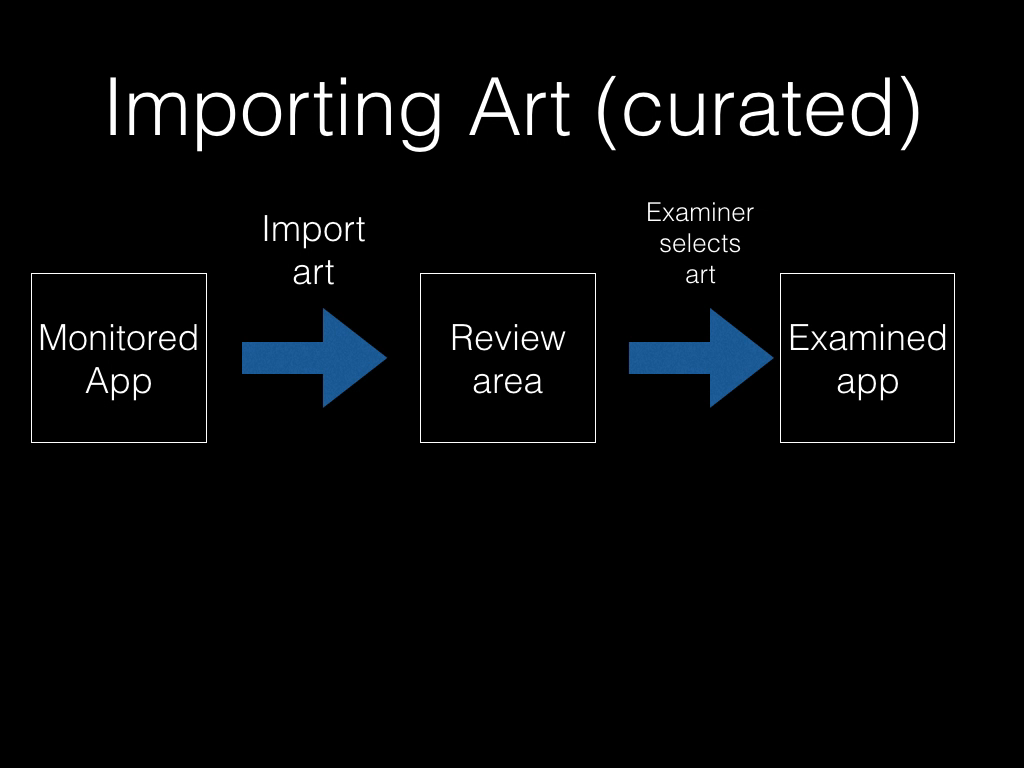 Importing Art (curated)
Import
art
Examiner
selects
art
Monitored
App
Review
area
Examined
app